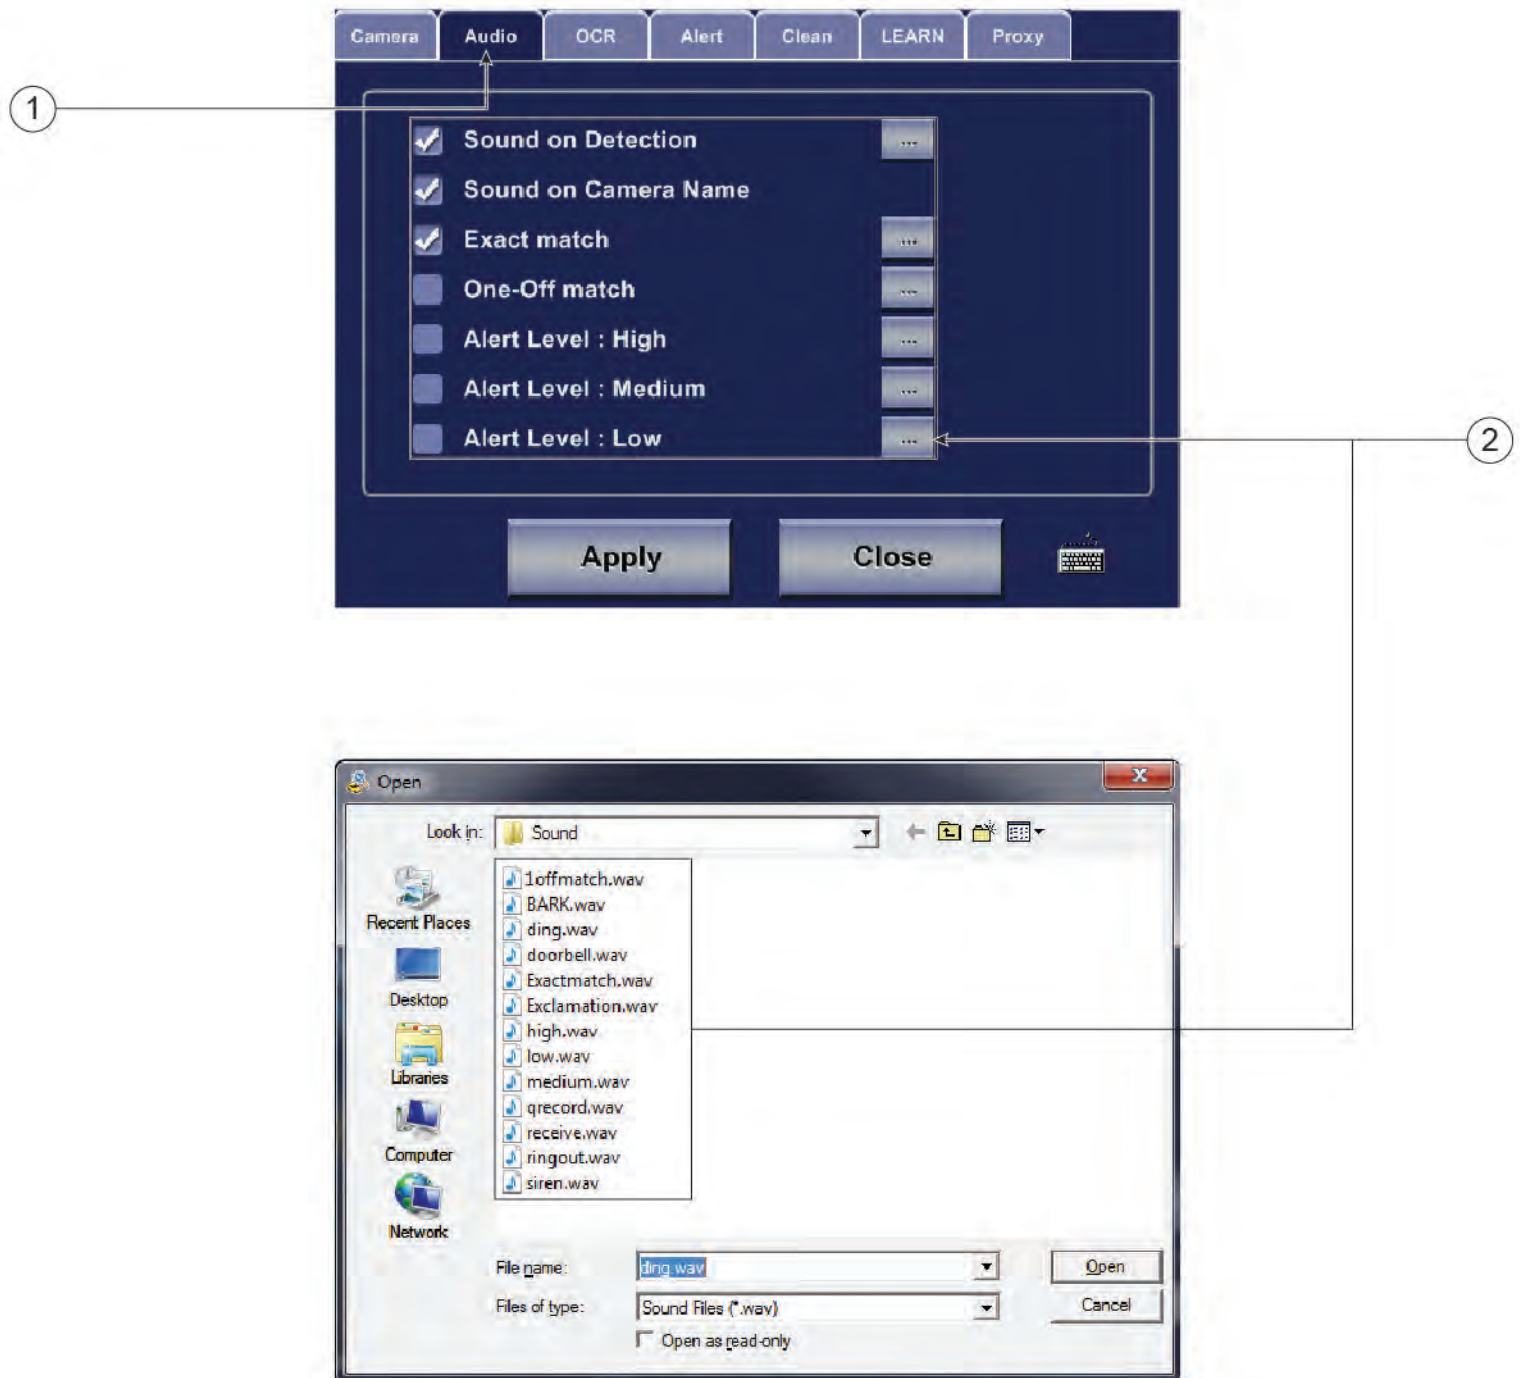 Camera Audio OCR Alert Clean LEARN Proxy
1
Sound on Detection ...
Sound on Camera Name
Exact match ...
One-Off match ...
Alert Level : High ...
Alert Level : Medium ...
Alert Level : Low ...
2
Apply Close
Open X
Look in: Sound
1offmatch.wav
BARK.wav
ding.wav
doorbell.wav
Exactmatch.wav
Exclamation.wav
high.wav
low.wav
medium.wav
qrecord.wav
receive.wav
ringout.wav
siren.wav
Recent Places
Desktop
Libraries
Computer
Network
File name: ding.wav Open
Files of type: Sound Files (*.wav) Cancel
Open as read-only